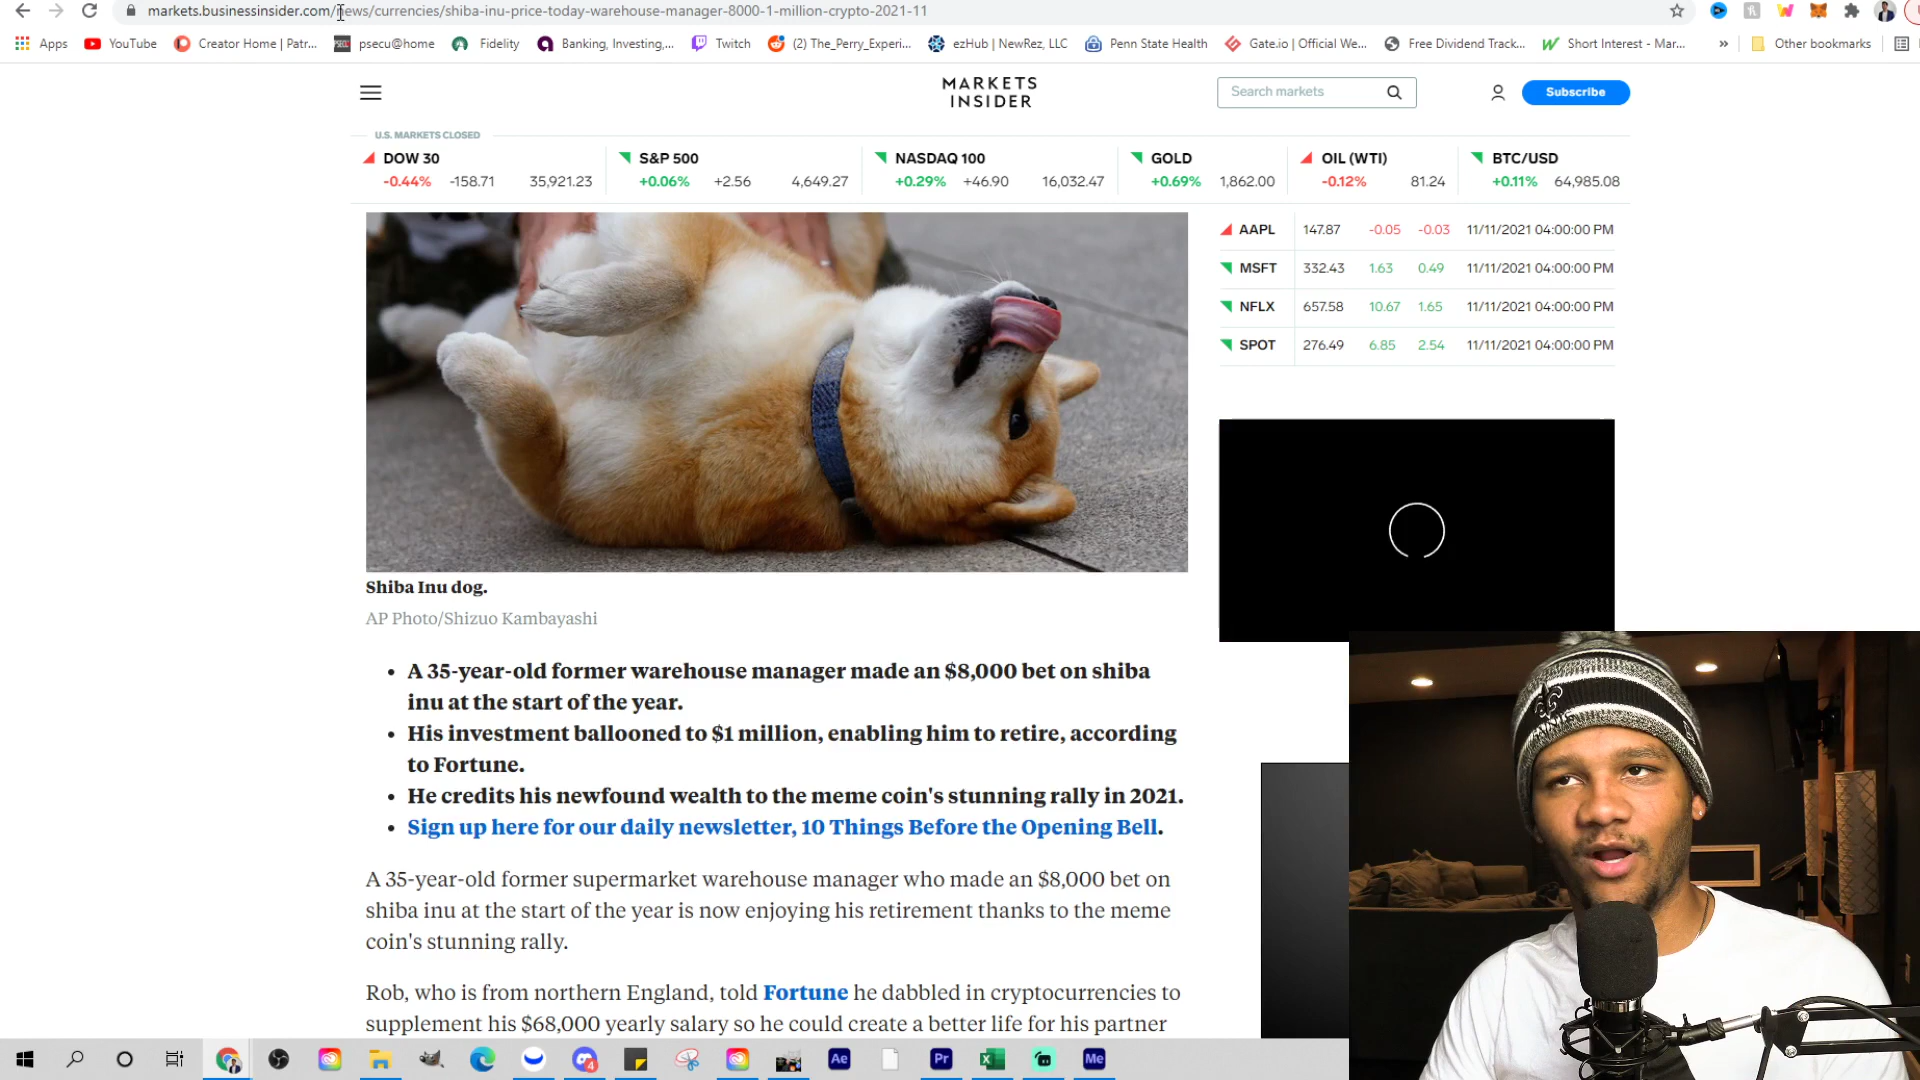 markets.businessinsider.com/news/currencies/shiba-inu-price-today-warehouse-manager-8000-1-million-crypto-2021-11
Apps YouTube Creator Home | Patr... psecu@home Fidelity Banking, Investing,... Twitch (2) The_Perry_Experi... ezHub | NewRez, LLC Penn State Health Gate.io | Official We... Free Dividend Track... Short Interest - Mar... » Other bookmarks
MARKETS
INSIDER
Search markets
Subscribe
U.S. MARKETS CLOSED
DOW 30
-0.44% -158.71 35,921.23
S&P 500
+0.06% +2.56 4,649.27
NASDAQ 100
+0.29% +46.90 16,032.47
GOLD
+0.69% 1,862.00
OIL (WTI)
-0.12% 81.24
BTC/USD
+0.11% 64,985.08
AAPL 147.87 -0.05 -0.03 11/11/2021 04:00:00 PM
MSFT 332.43 1.63 0.49 11/11/2021 04:00:00 PM
NFLX 657.58 10.67 1.65 11/11/2021 04:00:00 PM
SPOT 276.49 6.85 2.54 11/11/2021 04:00:00 PM
Shiba Inu dog.
AP Photo/Shizuo Kambayashi
• A 35-year-old former warehouse manager made an $8,000 bet on shiba
inu at the start of the year.
• His investment ballooned to $1 million, enabling him to retire, according
to Fortune.
• He credits his newfound wealth to the meme coin's stunning rally in 2021.
• Sign up here for our daily newsletter, 10 Things Before the Opening Bell.
A 35-year-old former supermarket warehouse manager who made an $8,000 bet on
shiba inu at the start of the year is now enjoying his retirement thanks to the meme
coin's stunning rally.
Rob, who is from northern England, told Fortune he dabbled in cryptocurrencies to
supplement his $68,000 yearly salary so he could create a better life for his partner
4
Ae
Pr
Me